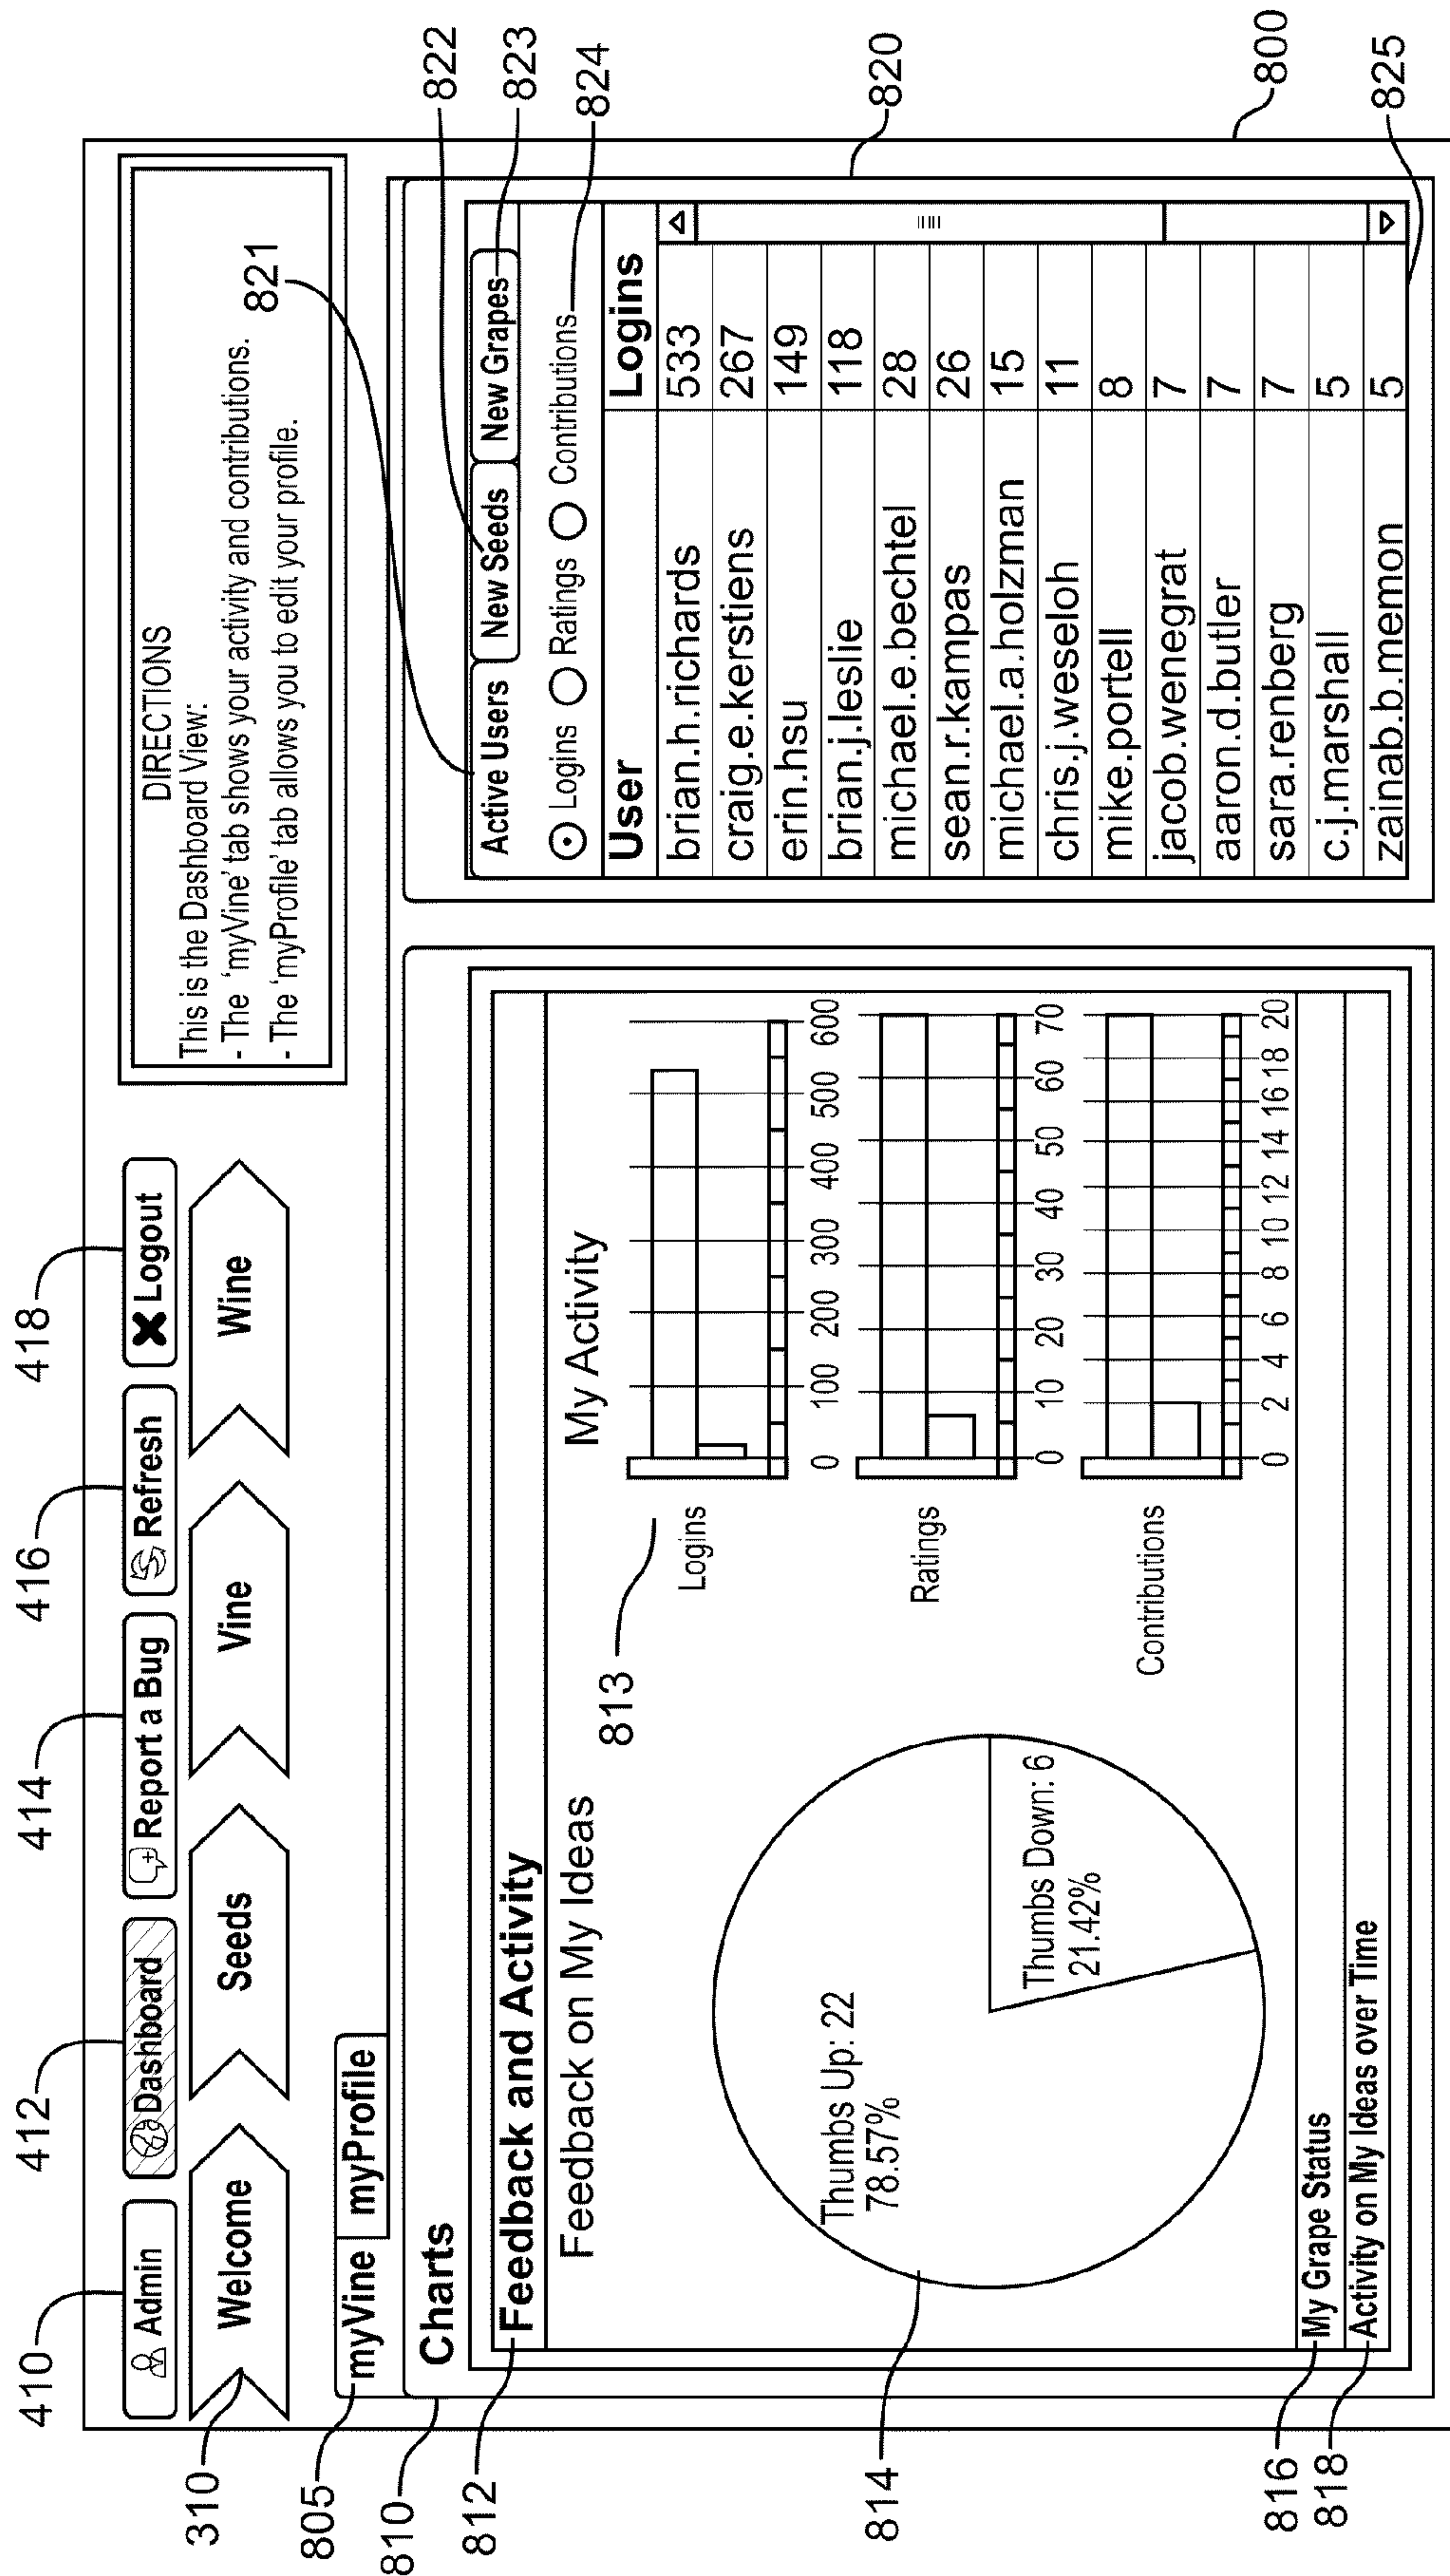 410
412
414
416
418
Admin
Dashboard
Report a Bug
Refresh
Logout
310
Welcome
Seeds
Vine
Wine
DIRECTIONS
This is the Dashboard View:
- The 'myVine' tab shows your activity and contributions.
- The 'myProfile' tab allows you to edit your profile.
821
822
823
824
820
800
825
805
myVine
myProfile
810
Charts
812
Feedback and Activity
Feedback on My Ideas
Thumbs Up: 22
78.57%
Thumbs Down: 6
21.42%
814
813
My Activity
Logins
0 100 200 300 400 500 600
Ratings
0 10 20 30 40 50 60 70
Contributions
0 2 4 6 8 10 12 14 16 18 20
816
My Grape Status
818
Activity on My Ideas over Time
Active Users New Seeds New Grapes
Logins Ratings Contributions
User Logins
brian.h.richards 533
craig.e.kerstiens 267
erin.hsu 149
brian.j.leslie 118
michael.e.bechtel 28
sean.r.kampas 26
michael.a.holzman 15
chris.j.weseloh 11
mike.portell 8
jacob.wenegrat 7
aaron.d.butler 7
sara.renberg 7
c.j.marshall 5
zainab.b.memon 5